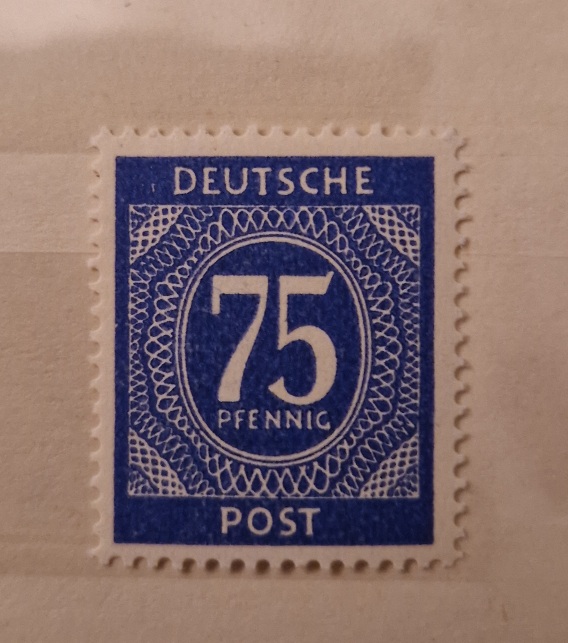 DEUTSCHE
75
PFENNIG
POST